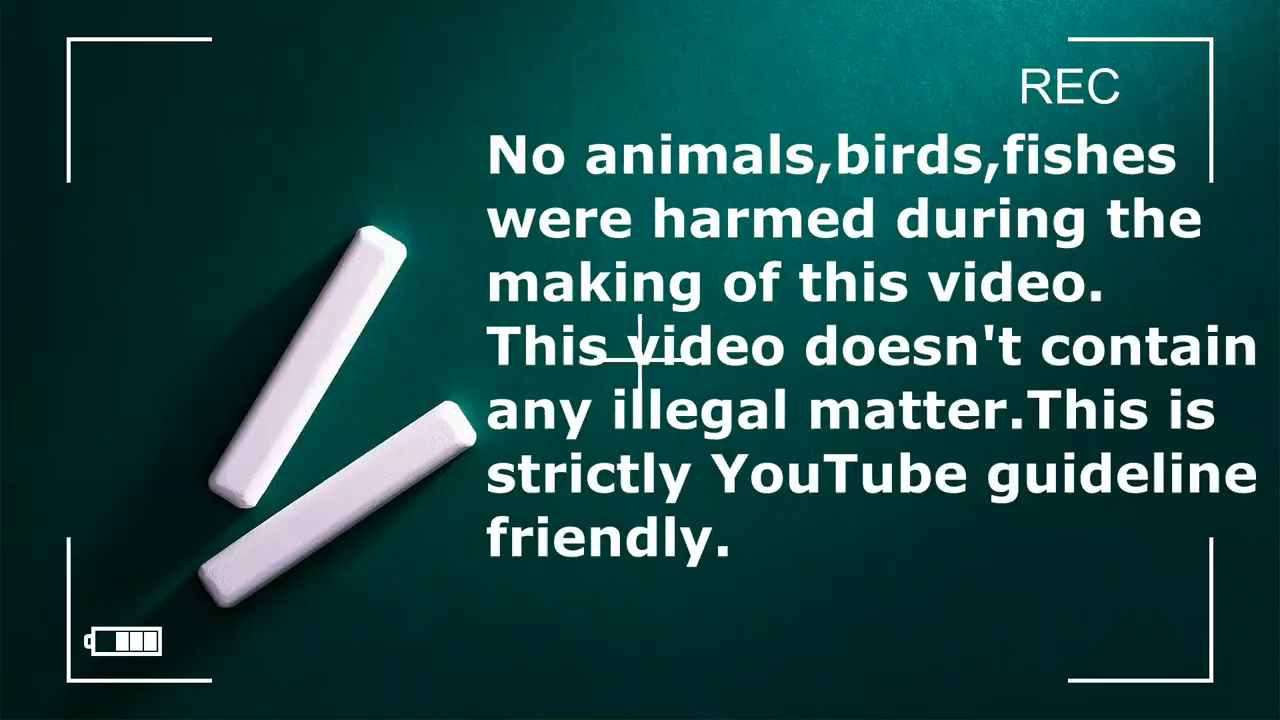 REC
No animals,birds,fishes
were harmed during the
making of this video.
This video doesn't contain
any illegal matter.This is
strictly YouTube guideline
friendly.